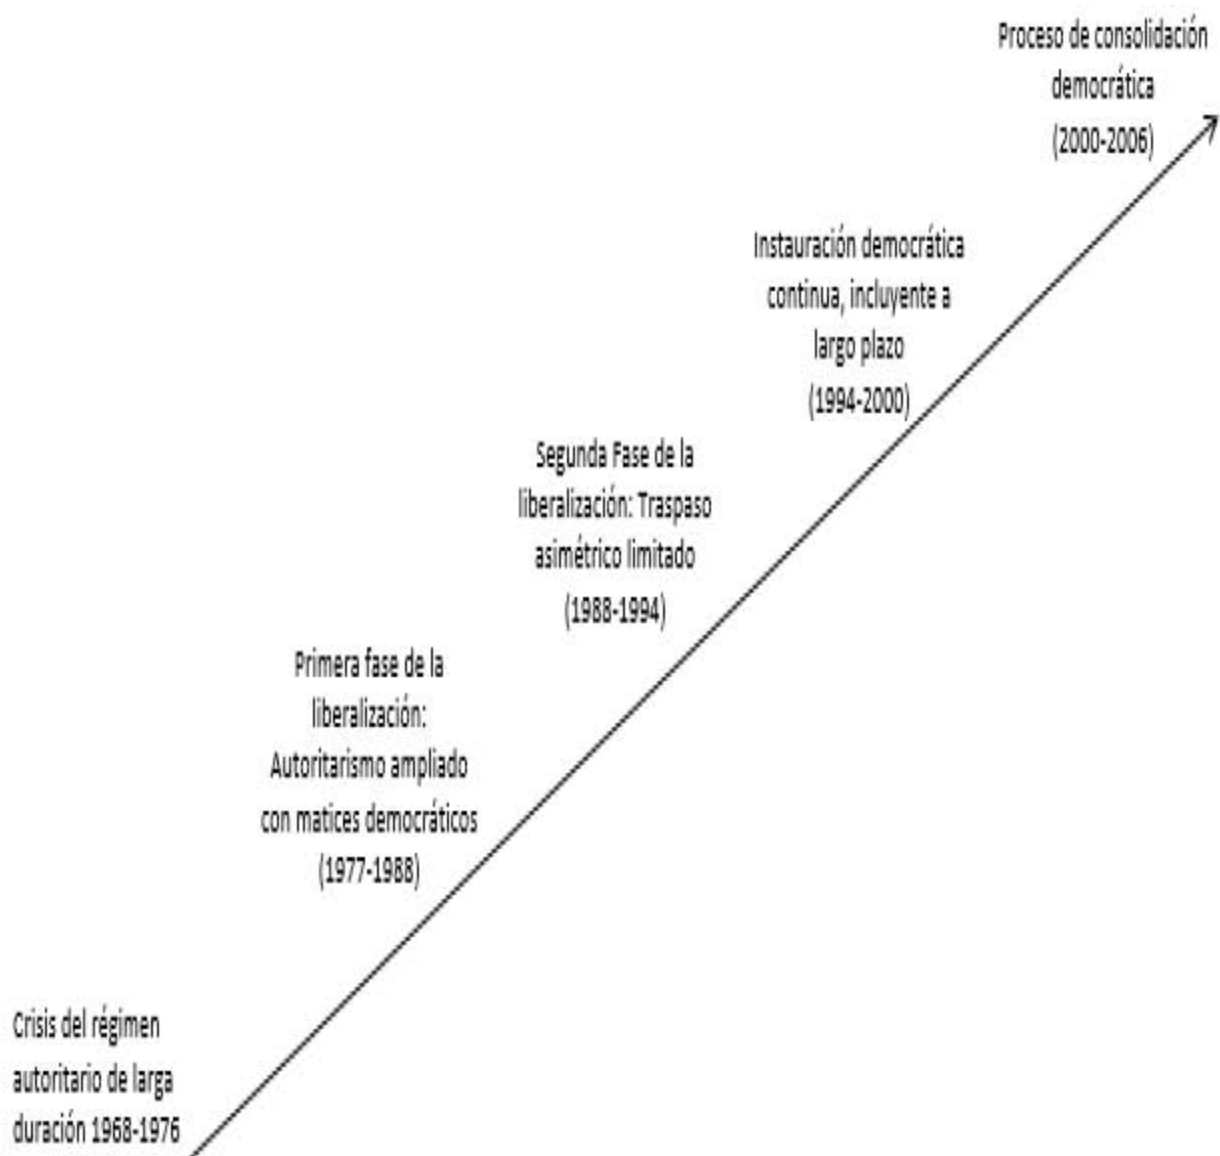 Proceso de consolidación
democrática
(2000-2006)
Instauración democrática
continua, incluyente a
largo plazo
(1994-2000)
Segunda Fase de la
liberalización: Traspaso
asimétrico limitado
(1988-1994)
Primera fase de la
liberalización:
Autoritarismo ampliado
con matices democráticos
(1977-1988)
Crisis del régimen
autoritario de larga
duración 1968-1976